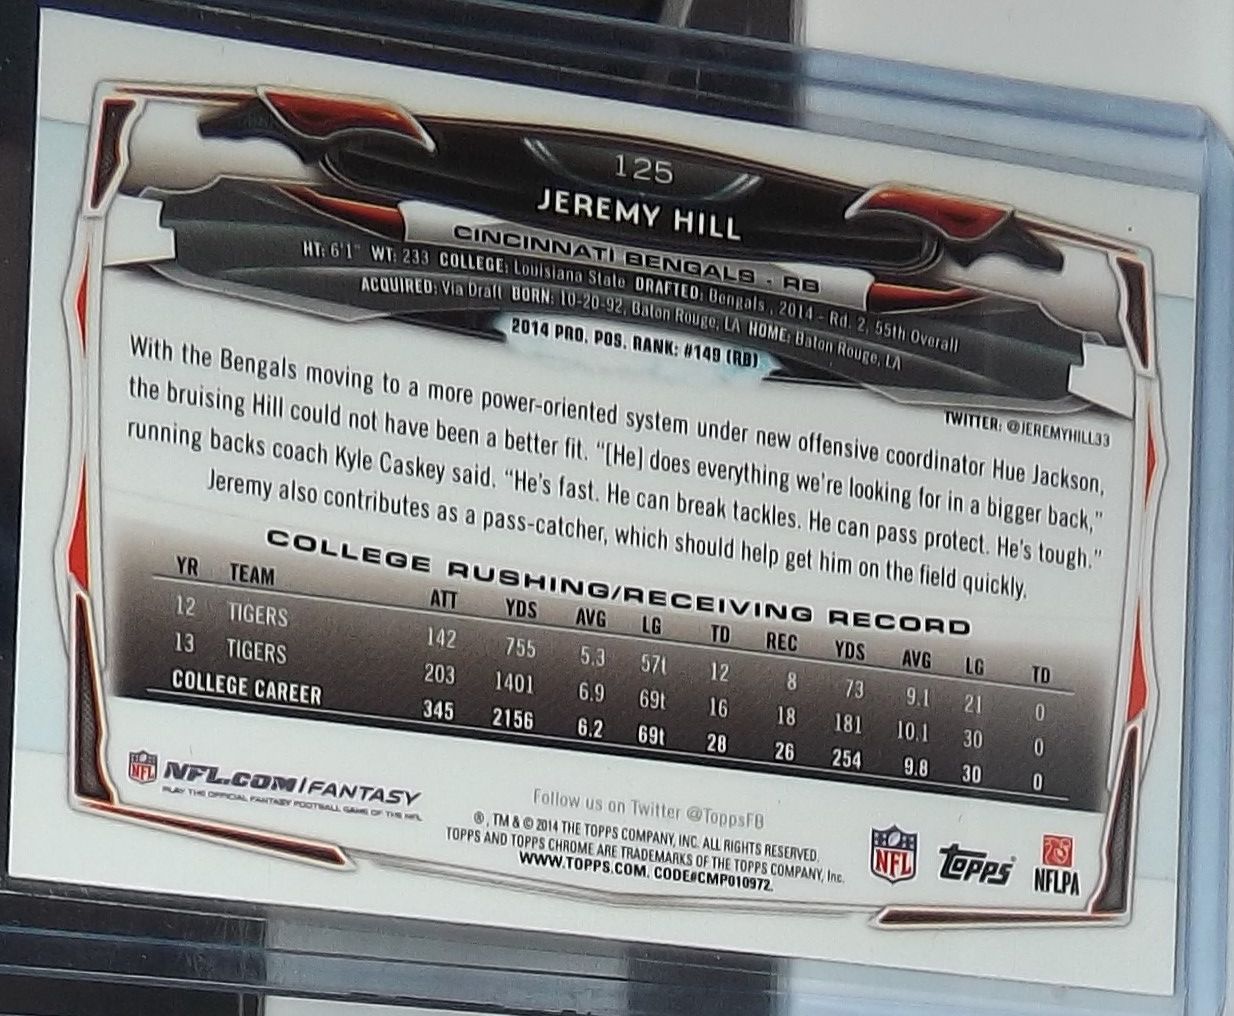 125
JEREMY HILL
CINCINNATI BENGALS - RB
HT: 6'1" WT: 233 COLLEGE: Louisiana State DRAFTED: Bengals , 2014 - Rd. 2, 55th Overall
ACQUIRED: Via Draft BORN: 10-20-92, Baton Rouge, LA HOME: Baton Rouge, LA
2014 PRO. POS. RANK: #149 (RB)
TWITTER: @JEREMYHILL33
With the Bengals moving to a more power-oriented system under new offensive coordinator Hue Jackson,
the bruising Hill could not have been a better fit. "[He] does everything we're looking for in a bigger back,"
running backs coach Kyle Caskey said. "He's fast. He can break tackles. He can pass protect. He's tough."
Jeremy also contributes as a pass-catcher, which should help get him on the field quickly.
COLLEGE RUSHING/RECEIVING RECORD
YR TEAM ATT YDS AVG LG TD REC YDS AVG LG TD
12 TIGERS 142 755 5.3 57t 12 8 73 9.1 21 0
13 TIGERS 203 1401 6.9 69t 16 18 181 10.1 30 0
COLLEGE CAREER 345 2156 6.2 69t 28 26 254 9.8 30 0
NFL NFL.COM/FANTASY
PLAY THE OFFICIAL FANTASY FOOTBALL GAME OF THE NFL
Follow us on Twitter @ToppsFB
®, TM & © 2014 THE TOPPS COMPANY, INC. ALL RIGHTS RESERVED.
TOPPS AND TOPPS CHROME ARE TRADEMARKS OF THE TOPPS COMPANY, Inc.
WWW.TOPPS.COM. CODE#CMP010972.
NFL topps® NFLPA